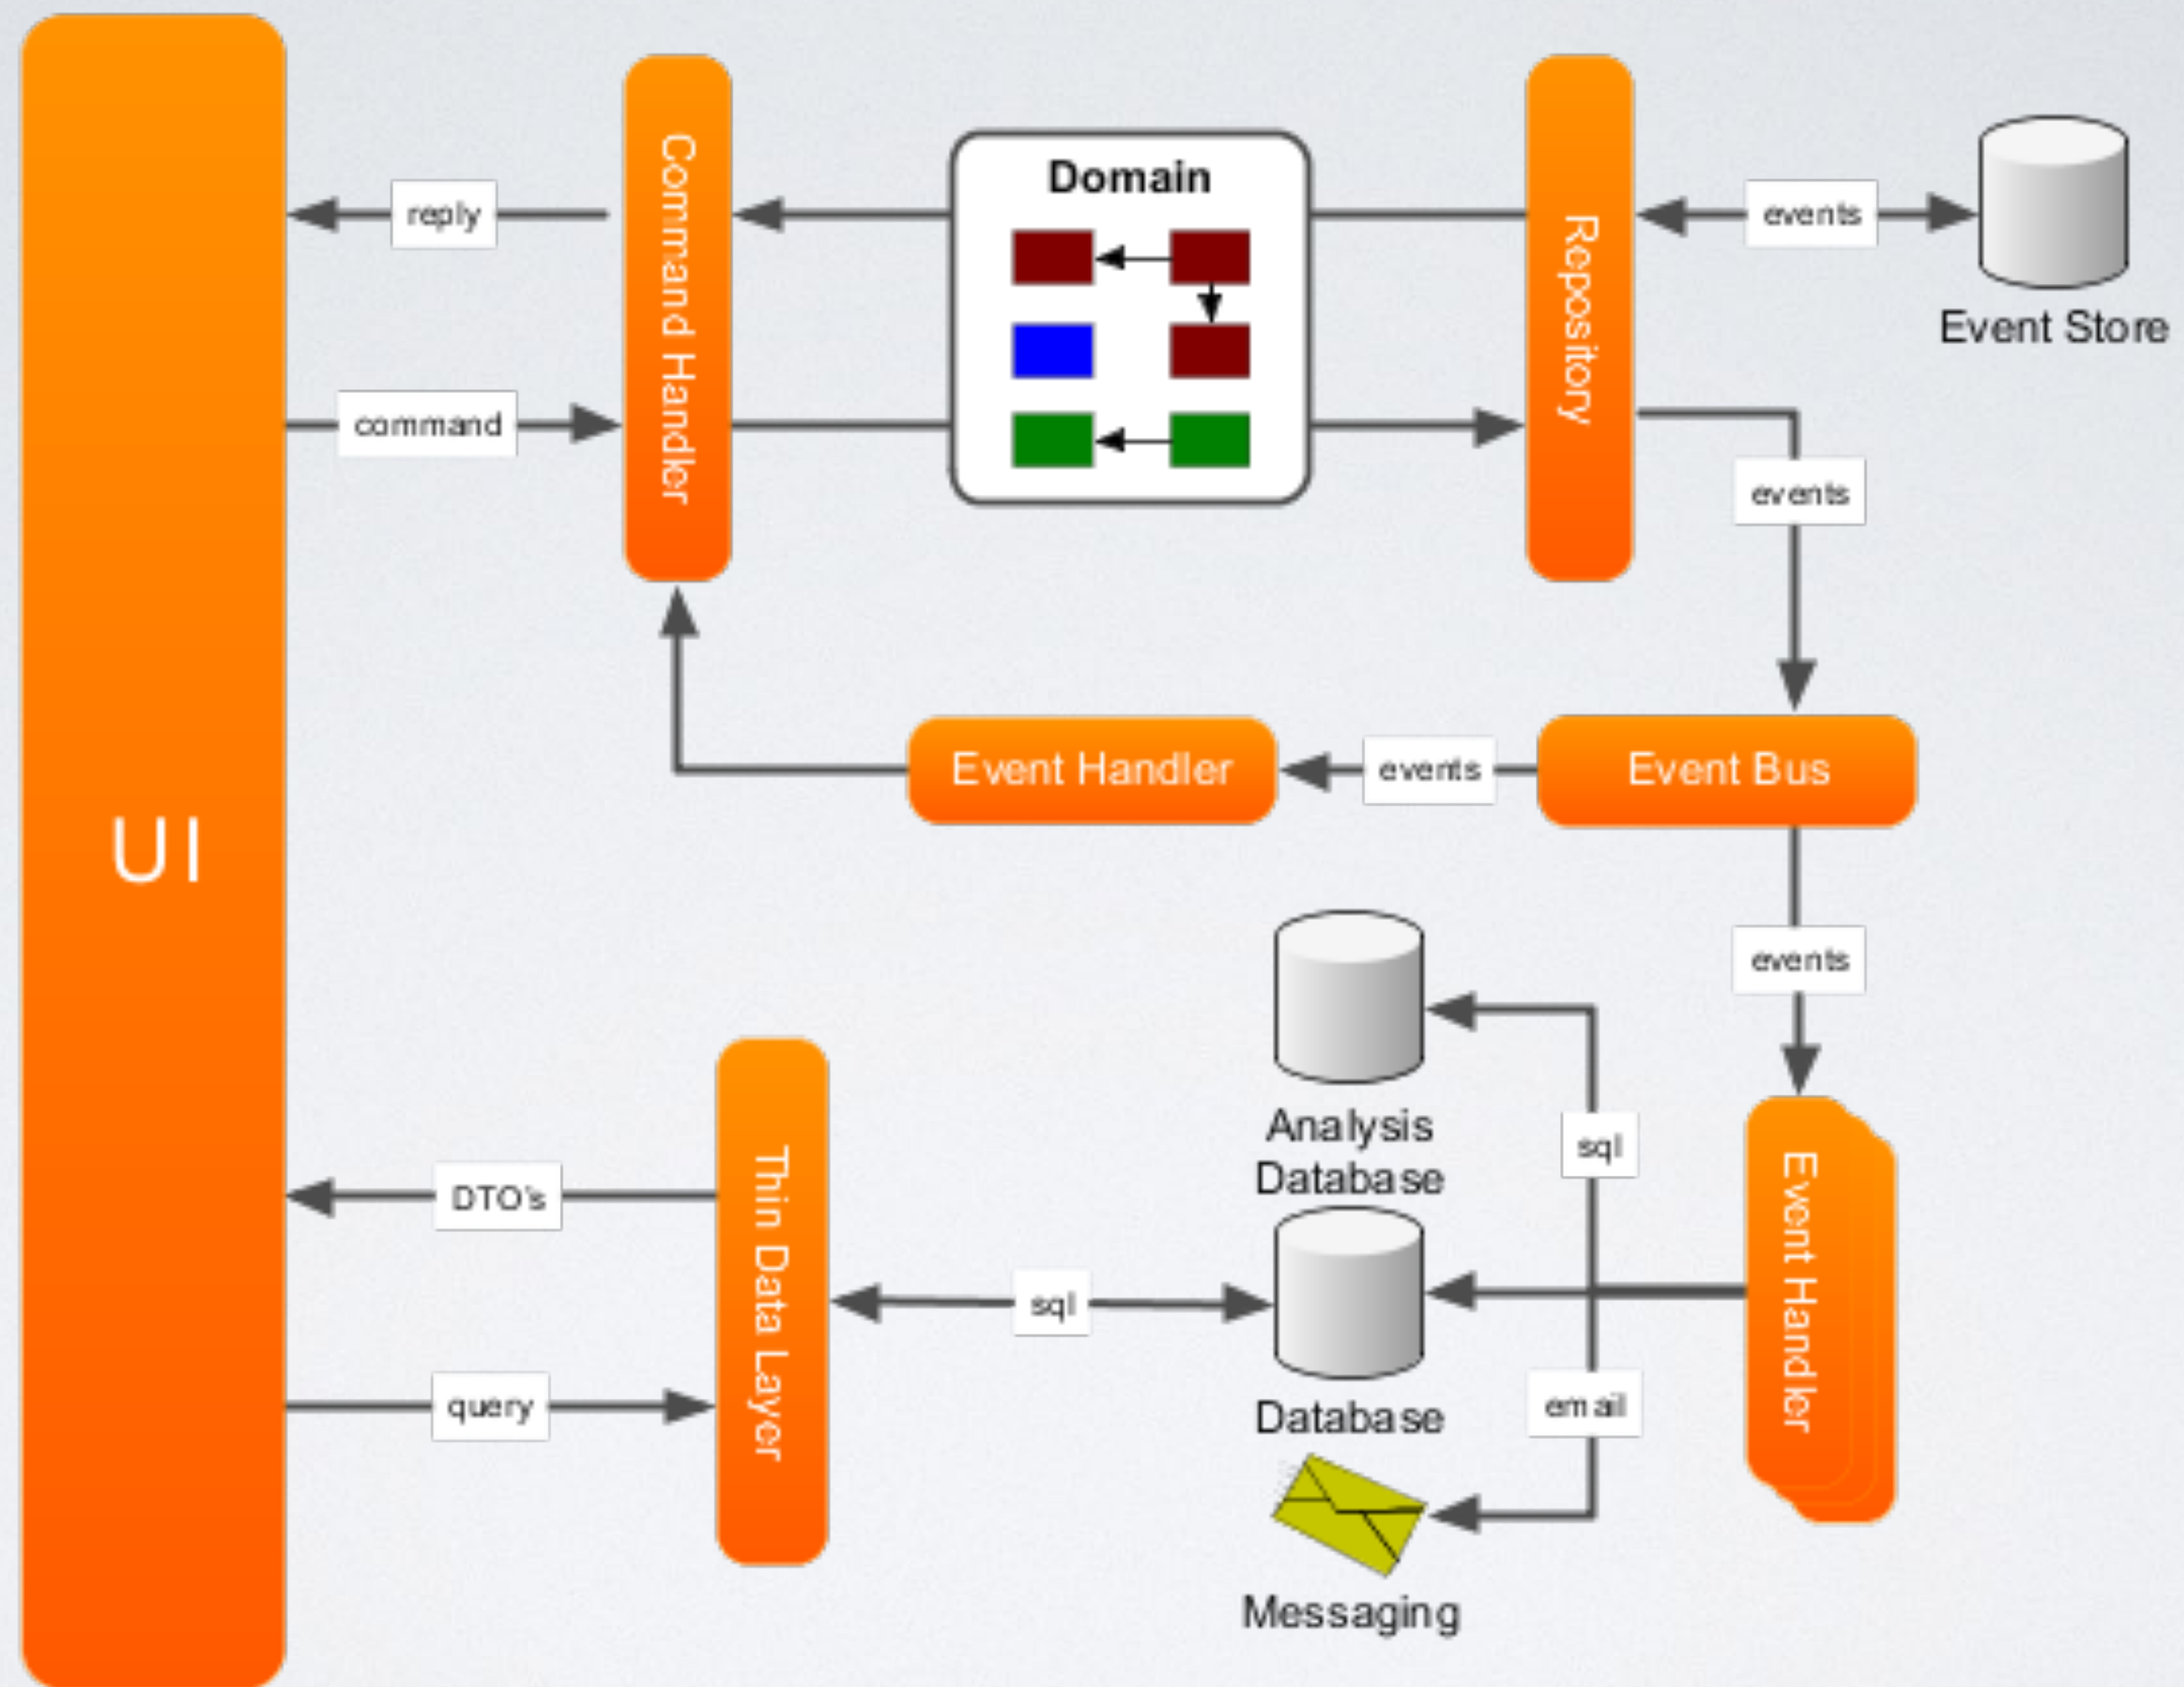 UI
reply
command
Command Handler
Domain
Repository
events
Event Store
events
Event Handler
events
Event Bus
events
Analysis
Database
sql
DTO's
query
Thin Data Layer
sql
Database
email
Event Handler
Messaging